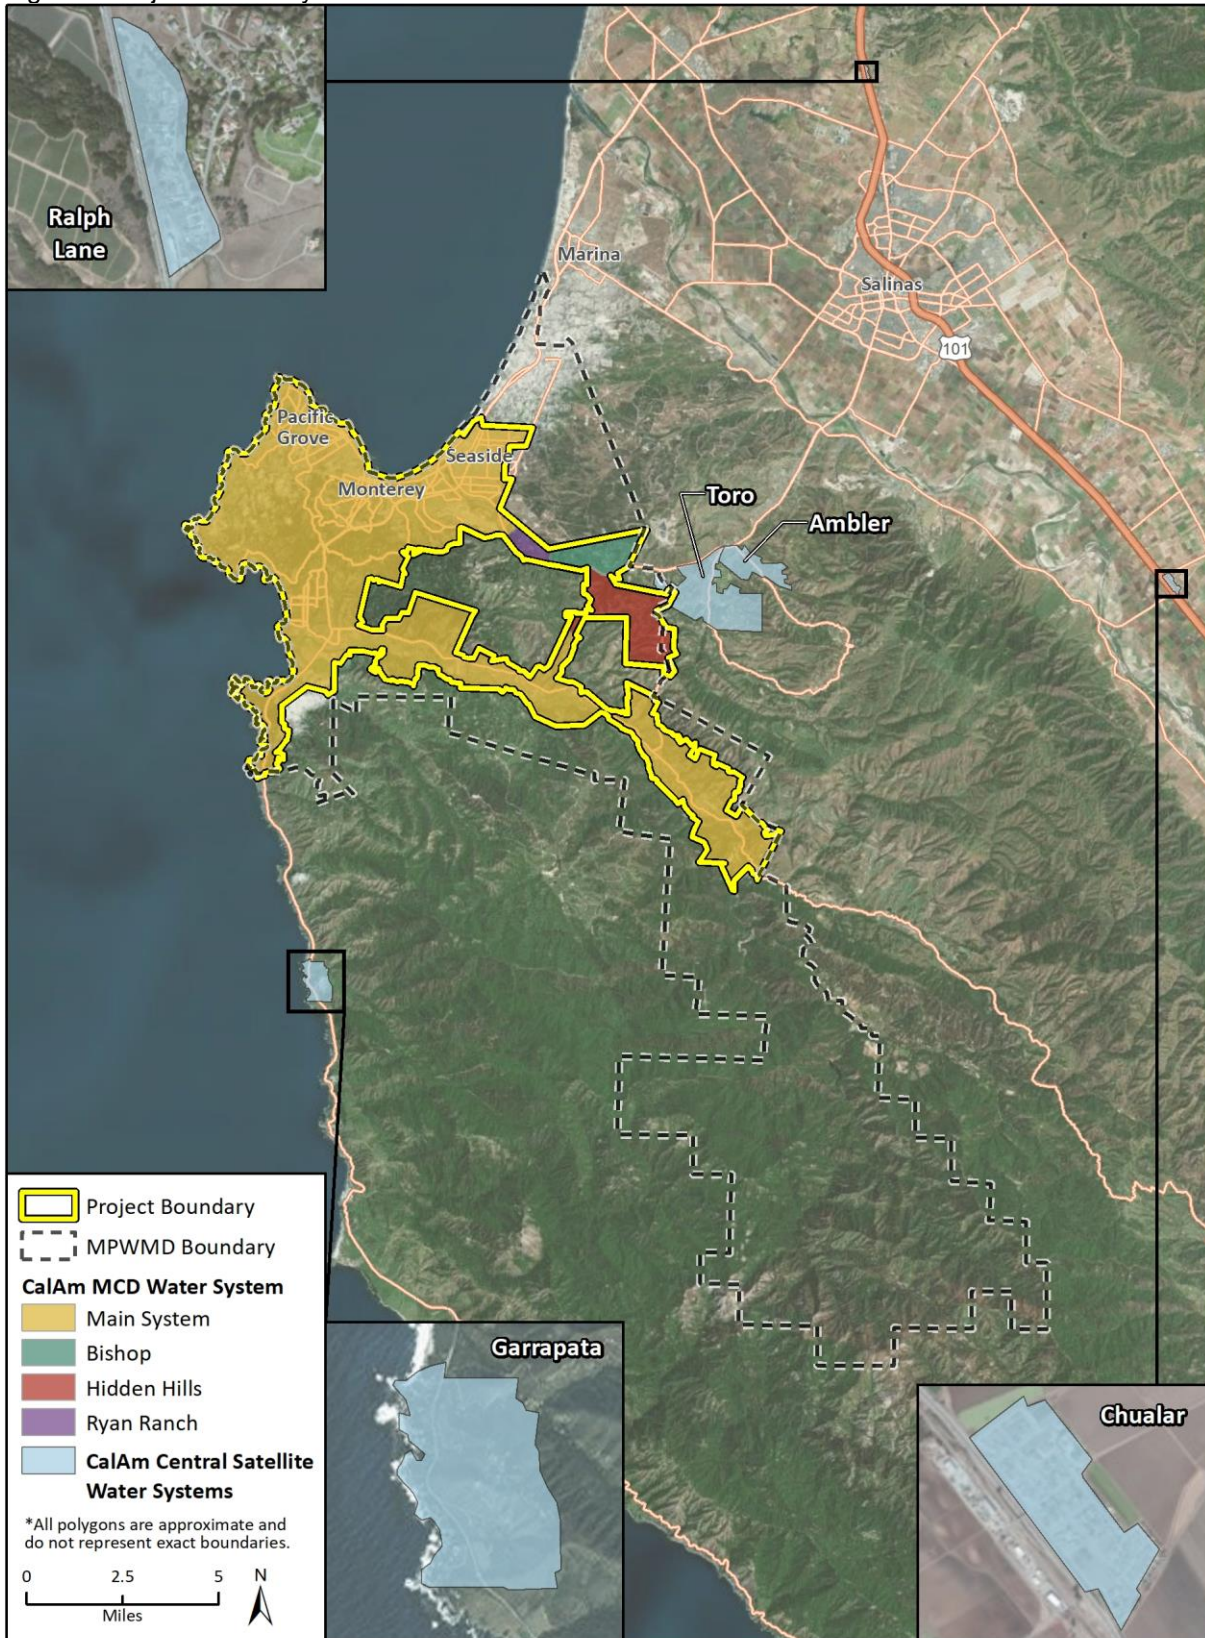 Ralph
Lane
Marina
Salinas
101
Pacific
Grove
Seaside
Monterey
Toro
Ambler
Project Boundary
MPWMD Boundary
CalAm MCD Water System
Main System
Bishop
Hidden Hills
Ryan Ranch
CalAm Central Satellite
Water Systems
*All polygons are approximate and
do not represent exact boundaries.
0 2.5 5
Miles
N
Garrapata
Chualar